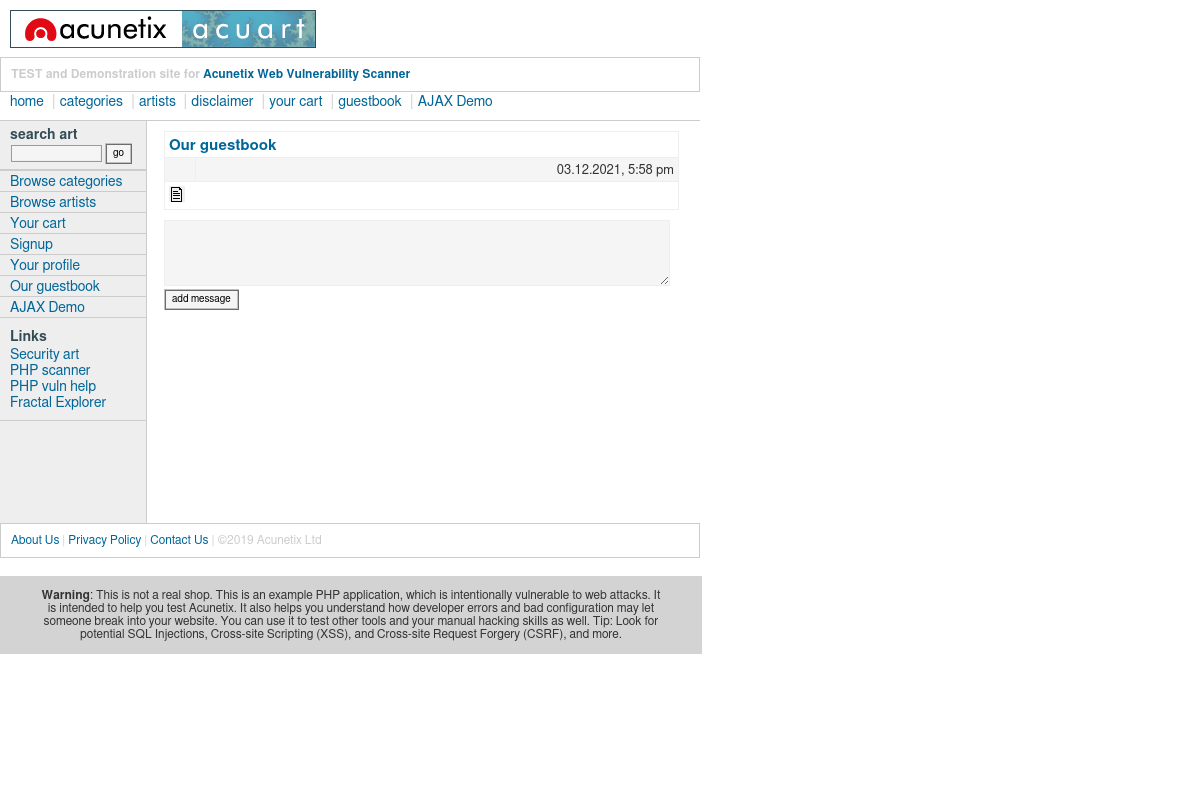 acunetix acuart
TEST and Demonstration site for Acunetix Web Vulnerability Scanner
home | categories | artists | disclaimer | your cart | guestbook | AJAX Demo
search art
go
Browse categories
Browse artists
Your cart
Signup
Your profile
Our guestbook
AJAX Demo
Links
Security art
PHP scanner
PHP vuln help
Fractal Explorer
Our guestbook
03.12.2021, 5:58 pm
add message
About Us | Privacy Policy | Contact Us | ©2019 Acunetix Ltd
Warning: This is not a real shop. This is an example PHP application, which is intentionally vulnerable to web attacks. It
is intended to help you test Acunetix. It also helps you understand how developer errors and bad configuration may let
someone break into your website. You can use it to test other tools and your manual hacking skills as well. Tip: Look for
potential SQL Injections, Cross-site Scripting (XSS), and Cross-site Request Forgery (CSRF), and more.